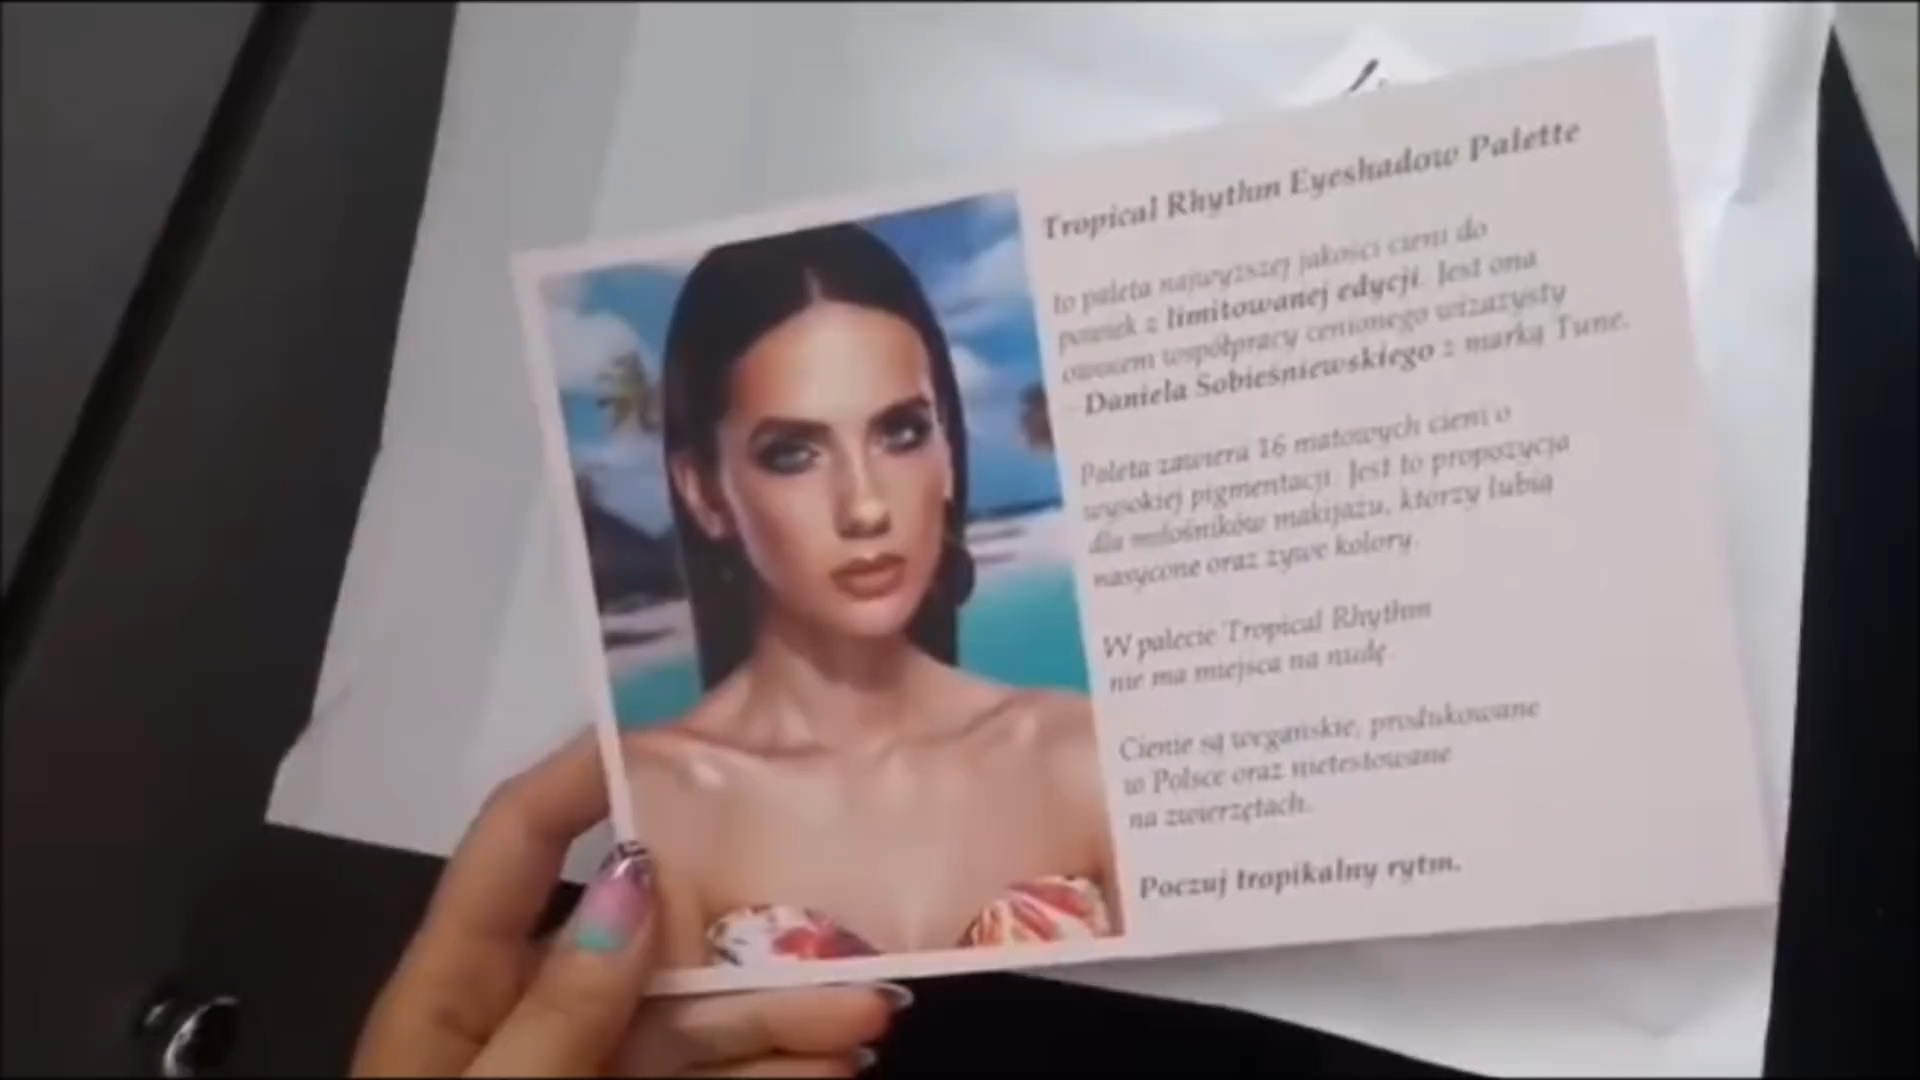 Tropical Rhythm Eyeshadow Palette
to paleta najwyższej jakości cieni do
powiek z limitowanej edycji. Jest ona
owocem współpracy cenionego wizażysty
Daniela Sobieśniewskiego z marką Tune.
Paleta zawiera 16 matowych cieni o
wysokiej pigmentacji. Jest to propozycja
dla miłośników makijażu, którzy lubią
nasycone oraz żywe kolory.
W palecie Tropical Rhythm
nie ma miejsca na nudę.
Cienie są wegańskie, produkowane
w Polsce oraz nietestowane
na zwierzętach.
Poczuj tropikalny rytm.